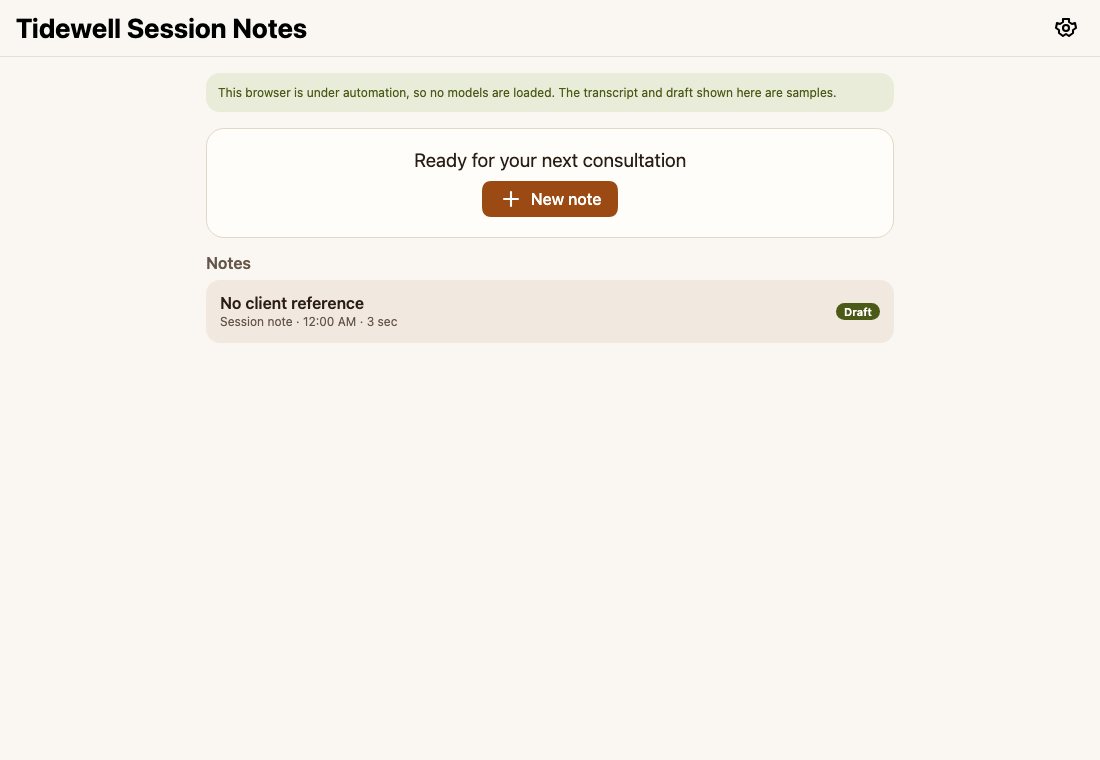 Tidewell Session Notes
This browser is under automation, so no models are loaded. The transcript and draft shown here are samples.
Ready for your next consultation
New note
Notes
No client reference
Session note · 12:00 AM · 3 sec
Draft